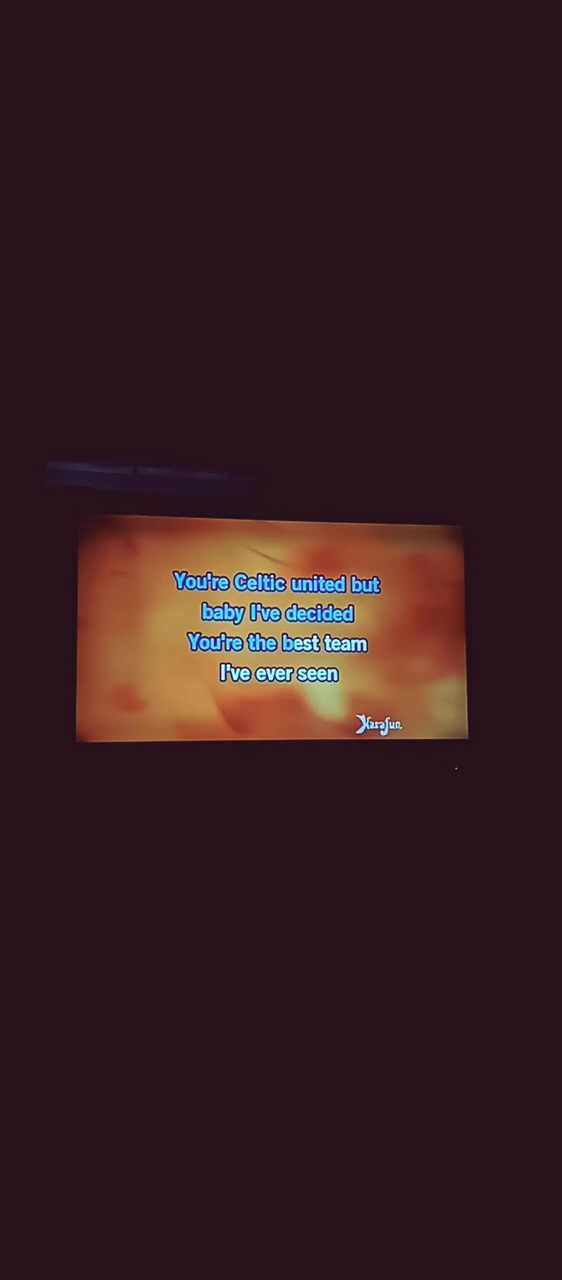 You're Celtic united but
baby I've decided
You're the best team
I've ever seen
KaraFun